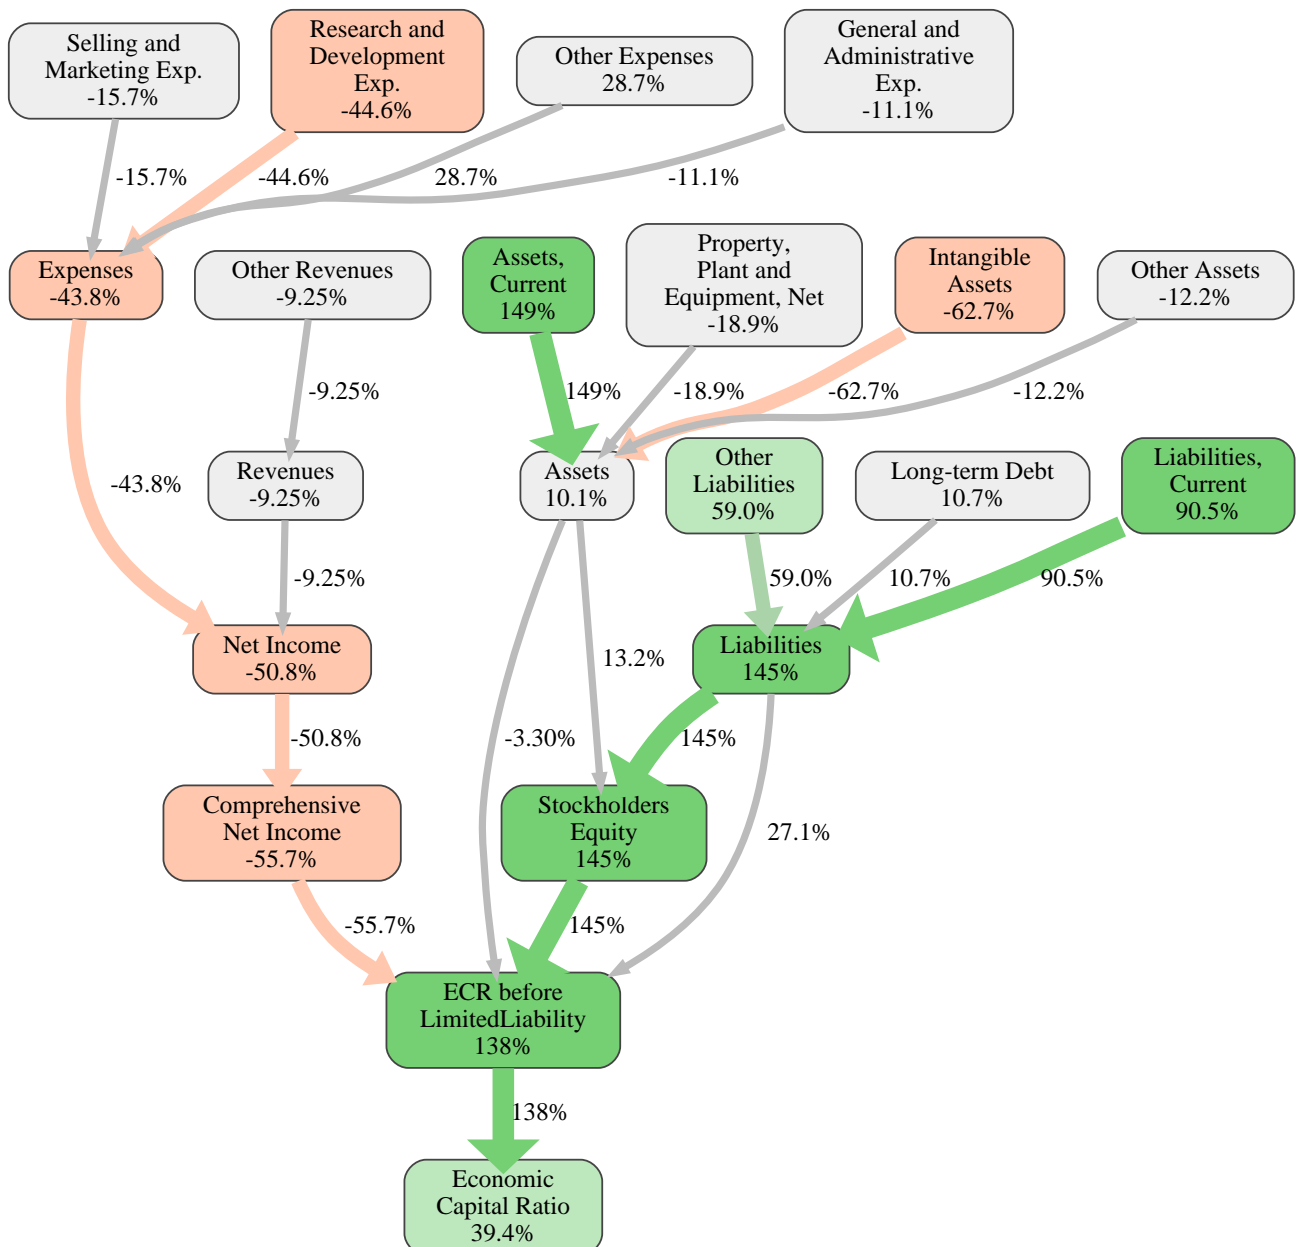 Selling and
Marketing Exp.
-15.7%
Research and
Development
Exp.
-44.6%
Other Expenses
28.7%
General and
Administrative
Exp.
-11.1%
-15.7%
-44.6%
28.7%
-11.1%
Expenses
-43.8%
Other Revenues
-9.25%
Assets,
Current
149%
Property,
Plant and
Equipment, Net
-18.9%
Intangible
Assets
-62.7%
Other Assets
-12.2%
-9.25%
149%
-18.9%
-62.7%
-12.2%
-43.8%
Revenues
-9.25%
Assets
10.1%
Other
Liabilities
59.0%
Long-term Debt
10.7%
Liabilities,
Current
90.5%
-9.25%
59.0%
10.7%
90.5%
Net Income
-50.8%
13.2%
Liabilities
145%
-50.8%
-3.30%
145%
Comprehensive
Net Income
-55.7%
Stockholders
Equity
145%
27.1%
-55.7%
145%
ECR before
LimitedLiability
138%
138%
Economic
Capital Ratio
39.4%